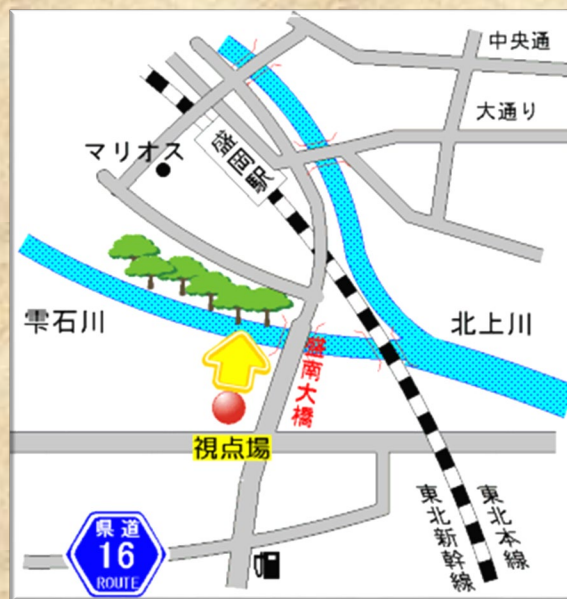 中央通
大通り
マリオス
盛岡駅
雫石川
北上川
盛南大橋
視点場
東北新幹線
東北本線
県道
16
ROUTE